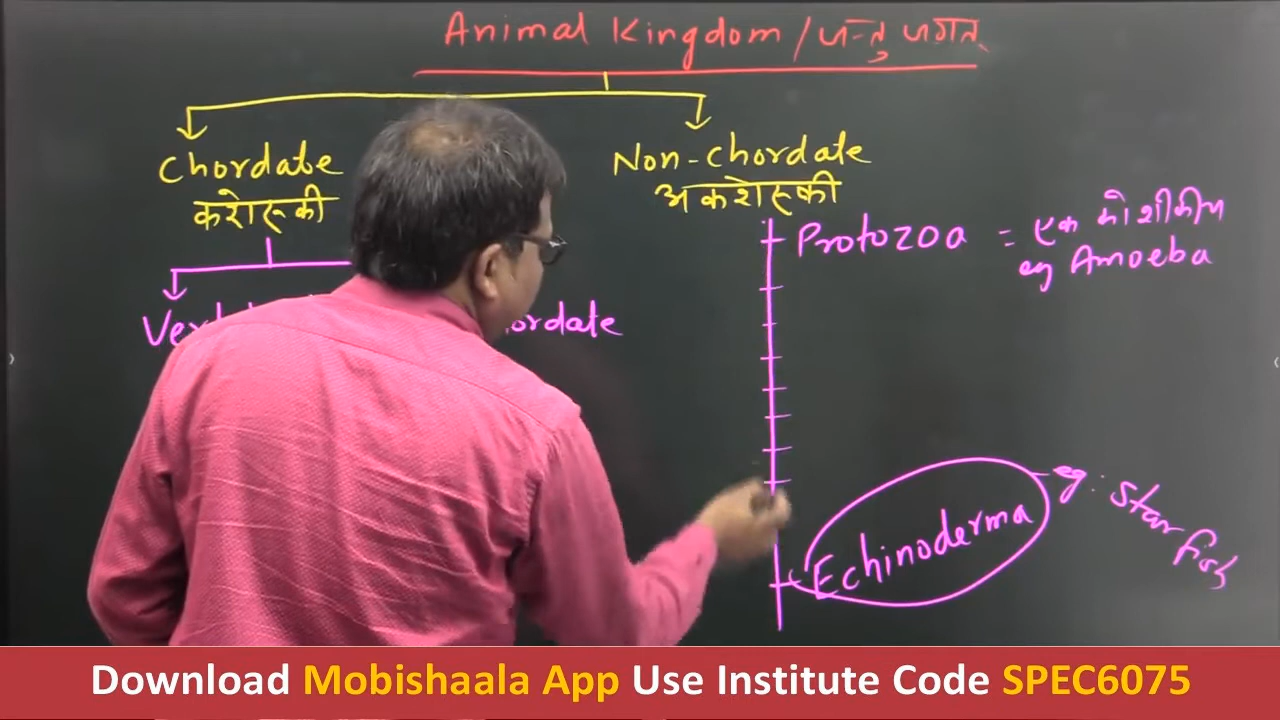 Animal Kingdom / जन्तु जगत
Chordate
कशेरुकी
Non-Chordate
अकशेरुकी
Protozoa = एक कोशीकीय
eg Amoeba
ordate
Echinoderma
eg: Star fish
Download Mobishaala App Use Institute Code SPEC6075